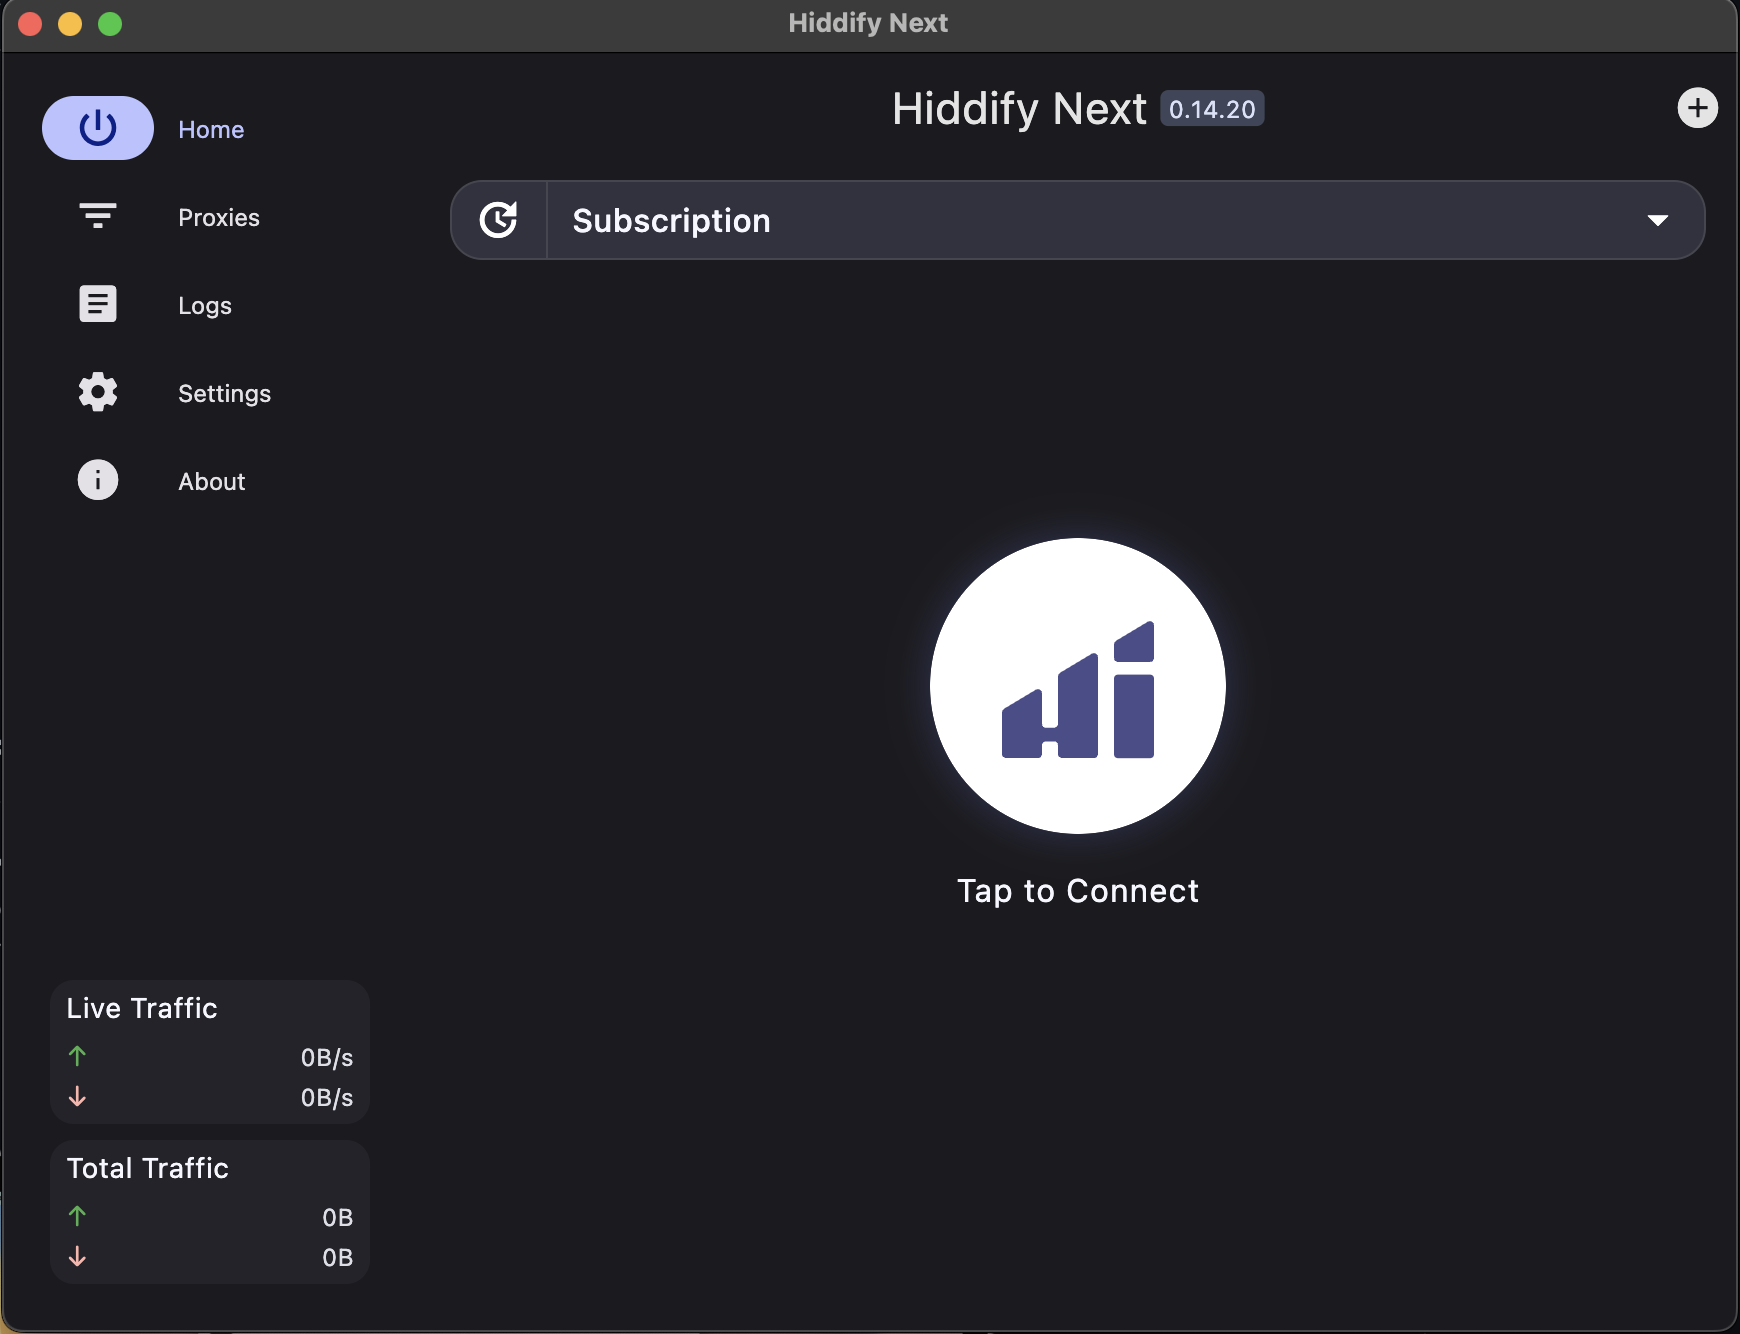 Hiddify Next
Hiddify Next 0.14.20
Home
Proxies
Logs
Settings
About
Subscription
Tap to Connect
Live Traffic
↑ 0B/s
↓ 0B/s
Total Traffic
↑ 0B
↓ 0B